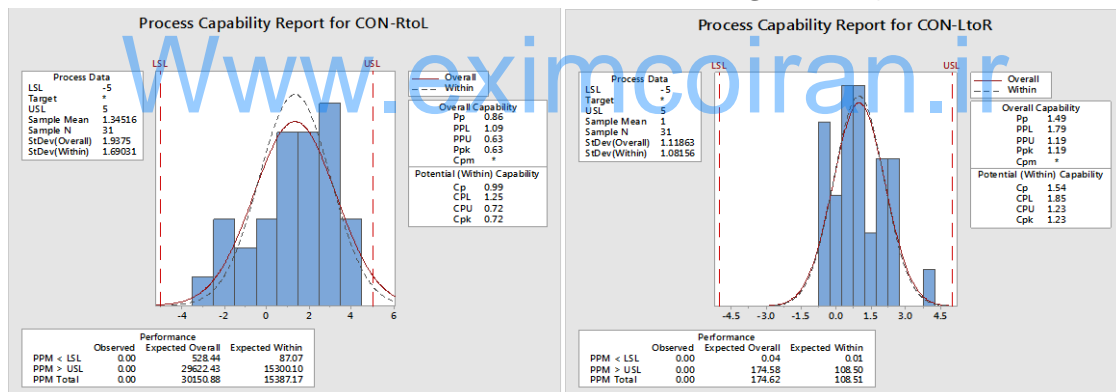 Process Capability Report for CON-RtoL
LSL USL
Process Data
LSL -5
Target *
USL 5
Sample Mean 1.34516
Sample N 31
StDev(Overall) 1.9375
StDev(Within) 1.69031
Overall
Within
Overall Capability
Pp 0.86
PPL 1.09
PPU 0.63
Ppk 0.63
Cpm *
Potential (Within) Capability
Cp 0.99
CPL 1.25
CPU 0.72
Cpk 0.72
-4 -2 0 2 4 6
Performance
Observed Expected Overall Expected Within
PPM < LSL 0.00 528.44 87.07
PPM > USL 0.00 29622.43 15300.10
PPM Total 0.00 30150.88 15387.17
Process Capability Report for CON-LtoR
LSL USL
Process Data
LSL -5
Target *
USL 5
Sample Mean 1
Sample N 31
StDev(Overall) 1.11863
StDev(Within) 1.08156
Overall
Within
Overall Capability
Pp 1.49
PPL 1.79
PPU 1.19
Ppk 1.19
Cpm *
Potential (Within) Capability
Cp 1.54
CPL 1.85
CPU 1.23
Cpk 1.23
-4.5 -3.0 -1.5 0.0 1.5 3.0 4.5
Performance
Observed Expected Overall Expected Within
PPM < LSL 0.00 0.04 0.01
PPM > USL 0.00 174.58 108.50
PPM Total 0.00 174.62 108.51
Www.eximcoiran.ir